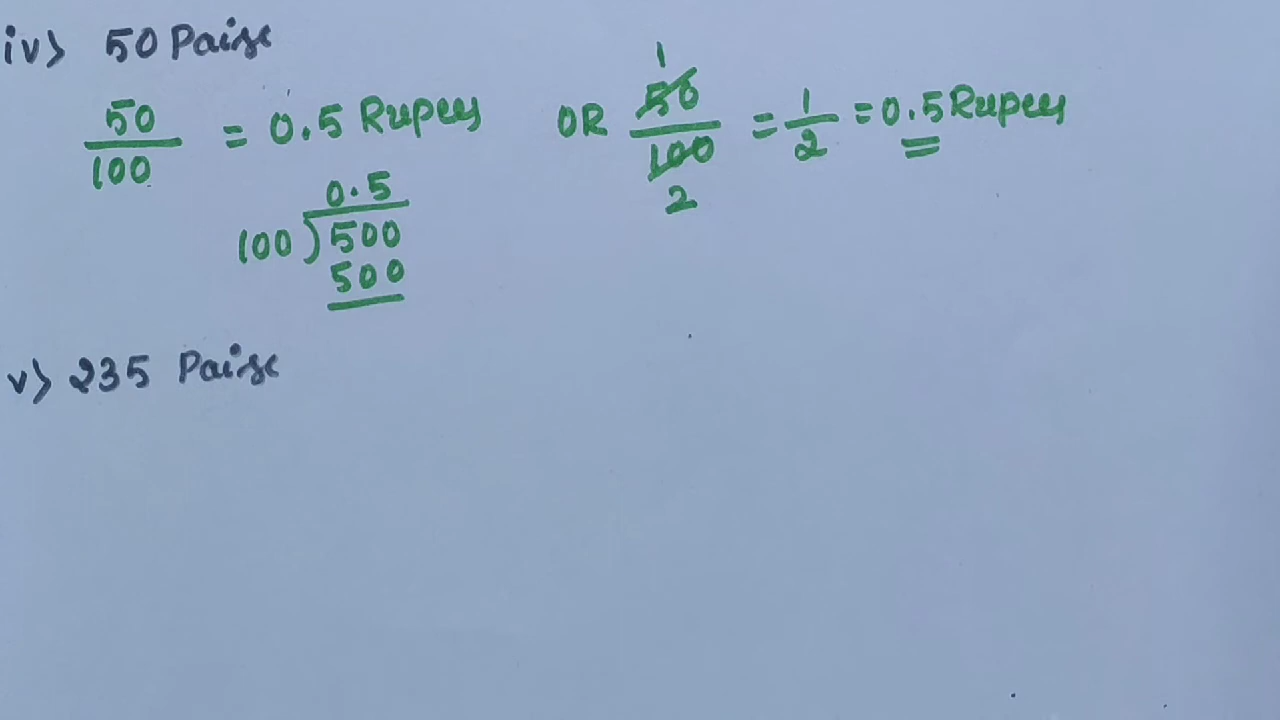 iv> 50 Paise
50/100 = 0.5 Rupees OR 50/100 1 2 = 1/2 = 0.5 Rupees
0.5
100)500
500
v> 235 Paise